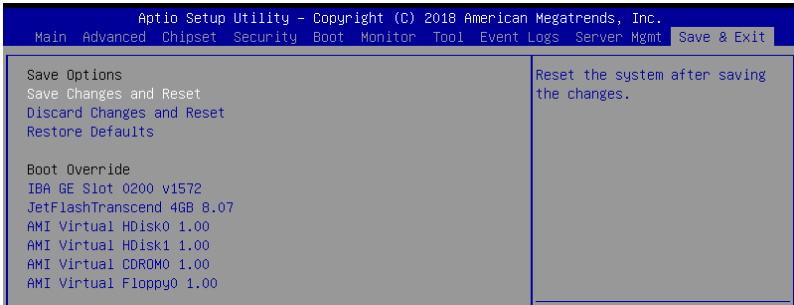 Aptio Setup Utility – Copyright (C) 2018 American Megatrends, Inc.
Main Advanced Chipset Security Boot Monitor Tool Event Logs Server Mgmt Save & Exit
Save Options
Save Changes and Reset
Discard Changes and Reset
Restore Defaults
Boot Override
IBA GE Slot 0200 v1572
JetFlashTranscend 4GB 8.07
AMI Virtual HDisk0 1.00
AMI Virtual HDisk1 1.00
AMI Virtual CDROM0 1.00
AMI Virtual Floppy0 1.00
Reset the system after saving
the changes.